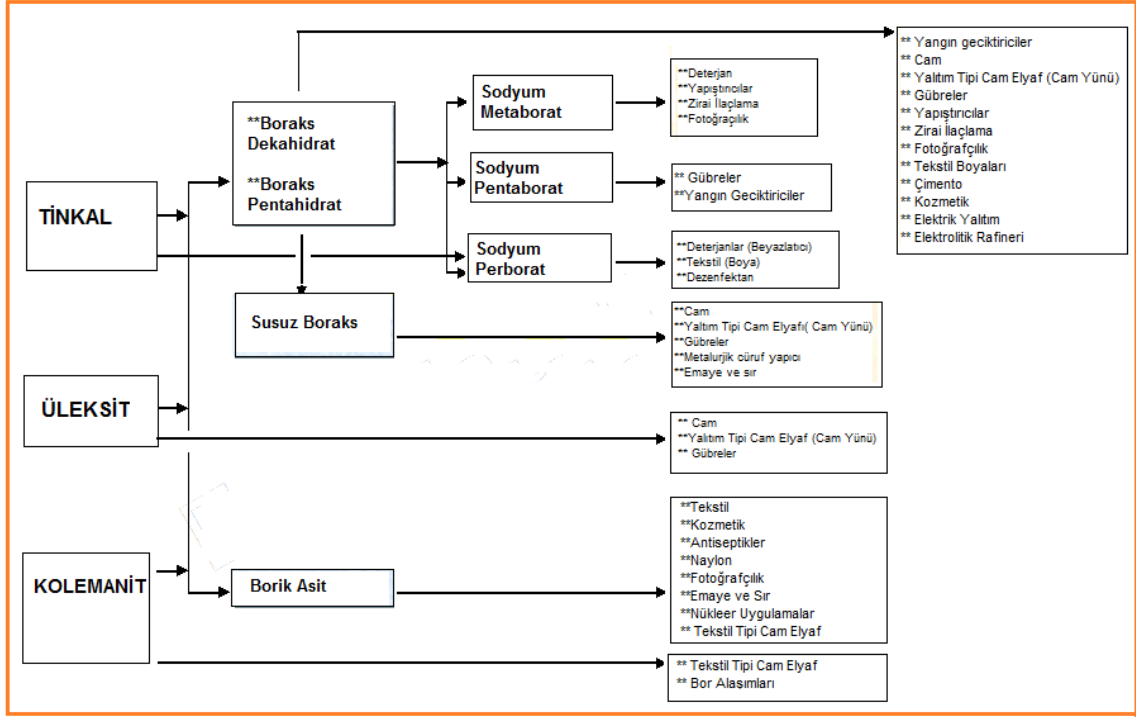 TİNKAL
ÜLEKSİT
KOLEMANİT
**Boraks
Dekahidrat
**Boraks
Pentahidrat
Susuz Boraks
Borik Asit
Sodyum
Metaborat
Sodyum
Pentaborat
Sodyum
Perborat
**Deterjan
**Yapıştırıcılar
**Zirai İlaçlama
**Fotoğraçılık
** Gübreler
**Yangın Geciktiriciler
**Deterjanlar (Beyazlatıcı)
**Tekstil (Boya)
**Dezenfektan
**Cam
**Yaltım Tipi Cam Elyafı( Cam Yünü)
**Gübreler
**Metalurjik cüruf yapıcı
**Emaye ve sır
** Cam
**Yalıtım Tipi Cam Elyaf (Cam Yünü)
** Gübreler
**Tekstil
**Kozmetik
**Antiseptikler
**Naylon
**Fotoğrafçılık
**Emaye ve Sır
**Nükleer Uygulamalar
** Tekstil Tipi Cam Elyaf
** Tekstil Tipi Cam Elyaf
** Bor Alaşımları
** Yangın geciktiriciler
** Cam
** Yalıtım Tipi Cam Elyaf (Cam Yünü)
** Gübreler
** Yapıştırıcılar
** Zirai İlaçlama
** Fotoğrafçılık
** Tekstil Boyaları
** Çimento
** Kozmetik
** Elektrik Yalıtım
** Elektrolitik Rafineri